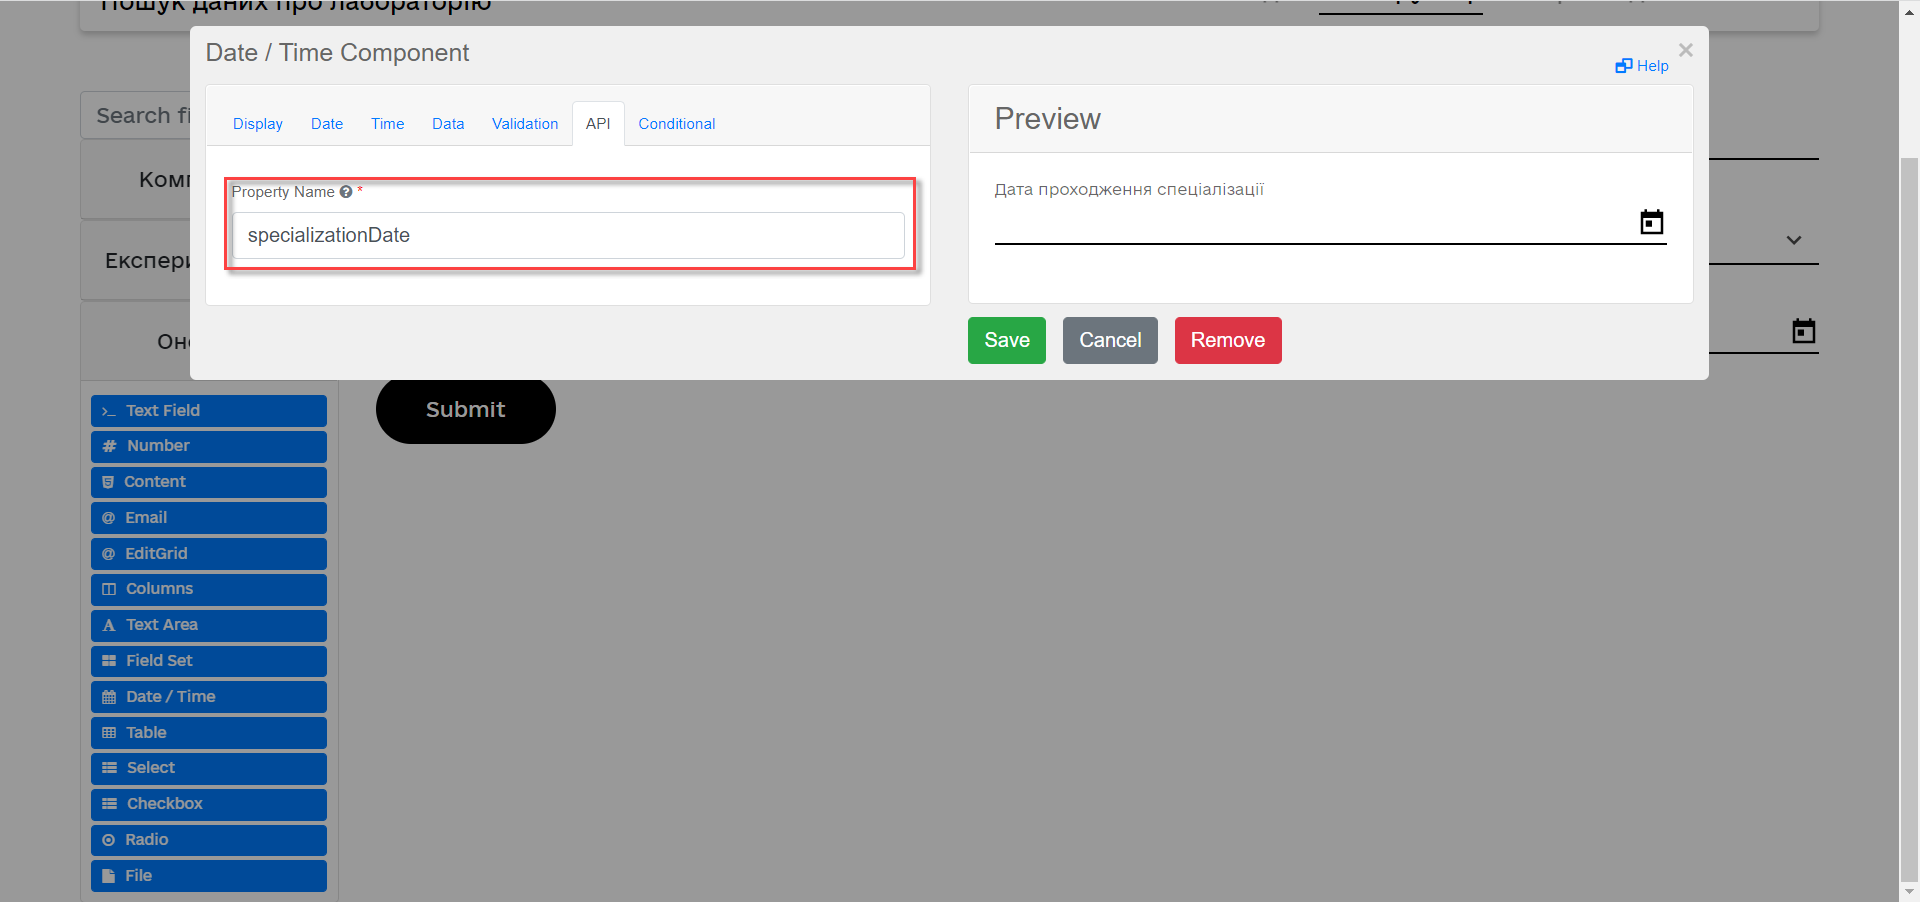 Пошук даних про лабораторію
Date / Time Component
Help
Display
Date
Time
Data
Validation
API
Conditional
Property Name *
specializationDate
Preview
Дата проходження спеціалізації
Save
Cancel
Remove
Search fi
Комп
Експери
Submit
Text Field
Number
Content
Email
EditGrid
Columns
Text Area
Field Set
Date / Time
Table
Select
Checkbox
Radio
File